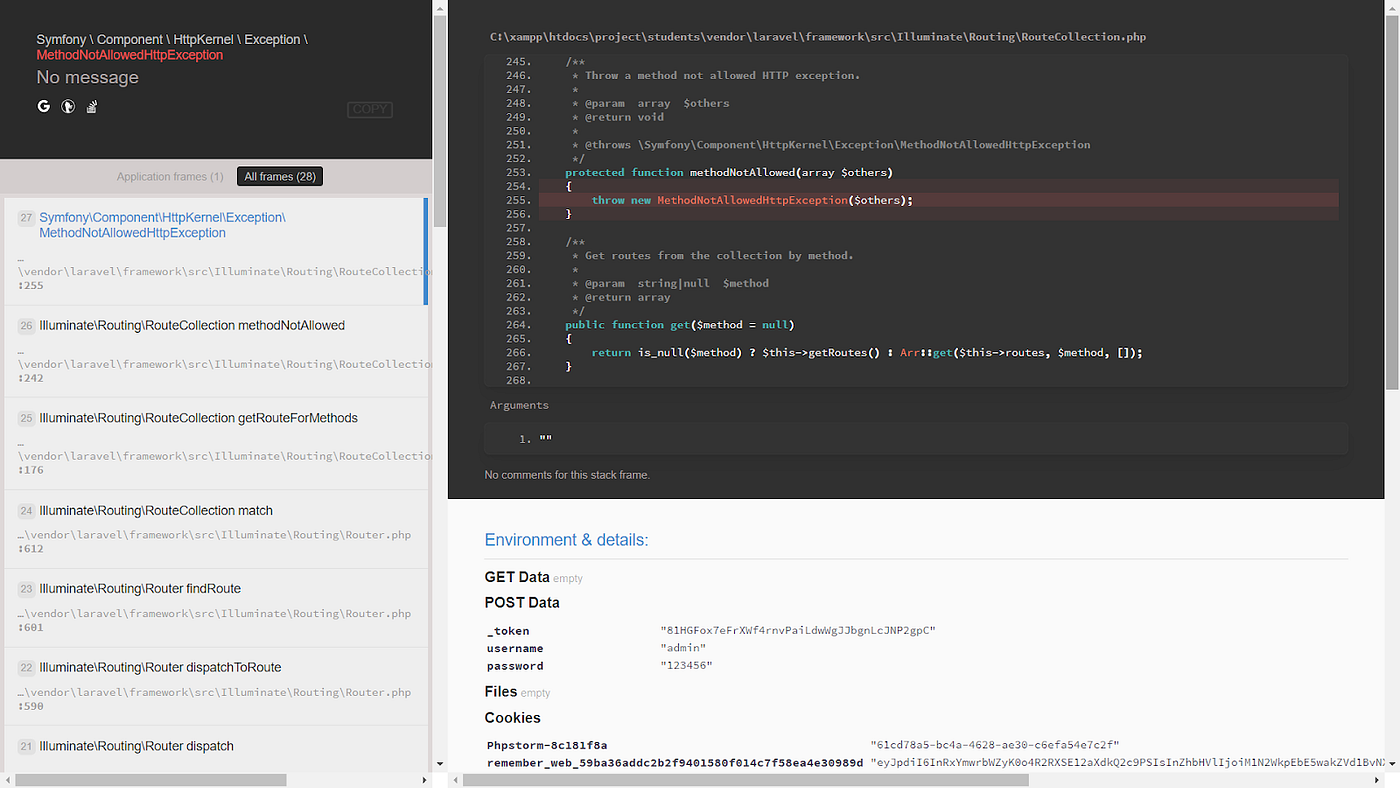 Symfony \ Component \ HttpKernel \ Exception \
MethodNotAllowedHttpException
No message
COPY
Application frames (1)
All frames (28)
27 Symfony\Component\HttpKernel\Exception\
MethodNotAllowedHttpException
…
\vendor\laravel\framework\src\Illuminate\Routing\RouteCollectio
:255
26 Illuminate\Routing\RouteCollection methodNotAllowed
…
\vendor\laravel\framework\src\Illuminate\Routing\RouteCollectio
:242
25 Illuminate\Routing\RouteCollection getRouteForMethods
…
\vendor\laravel\framework\src\Illuminate\Routing\RouteCollectio
:176
24 Illuminate\Routing\RouteCollection match
…\vendor\laravel\framework\src\Illuminate\Routing\Router.php
:612
23 Illuminate\Routing\Router findRoute
…\vendor\laravel\framework\src\Illuminate\Routing\Router.php
:601
22 Illuminate\Routing\Router dispatchToRoute
…\vendor\laravel\framework\src\Illuminate\Routing\Router.php
:590
21 Illuminate\Routing\Router dispatch
C:\xampp\htdocs\project\students\vendor\laravel\framework\src\Illuminate\Routing\RouteCollection.php
245. /**
246. * Throw a method not allowed HTTP exception.
247. *
248. * @param  array  $others
249. * @return void
250. *
251. * @throws \Symfony\Component\HttpKernel\Exception\MethodNotAllowedHttpException
252. */
253. protected function methodNotAllowed(array $others)
254. {
255. throw new MethodNotAllowedHttpException($others);
256. }
257.
258. /**
259. * Get routes from the collection by method.
260. *
261. * @param  string|null  $method
262. * @return array
263. */
264. public function get($method = null)
265. {
266. return is_null($method) ? $this->getRoutes() : Arr::get($this->routes, $method, []);
267. }
268.
Arguments
1. ""
No comments for this stack frame.
Environment & details:
GET Data empty
POST Data
_token "81HGFox7eFrXWf4rnvPaiLdwWgJJbgnLcJNP2gpC"
username "admin"
password "123456"
Files empty
Cookies
Phpstorm-8c181f8a "61cd78a5-bc4a-4628-ae30-c6efa54e7c2f"
remember_web_59ba36addc2b2f9401580f014c7f58ea4e30989d "eyJpdiI6InRxYmwrbWZyK0o4R2RXSE12aXdkQ2c9PSIsInZhbHVlIjoiM1N2WkpEbE5wakZVd1BvNX